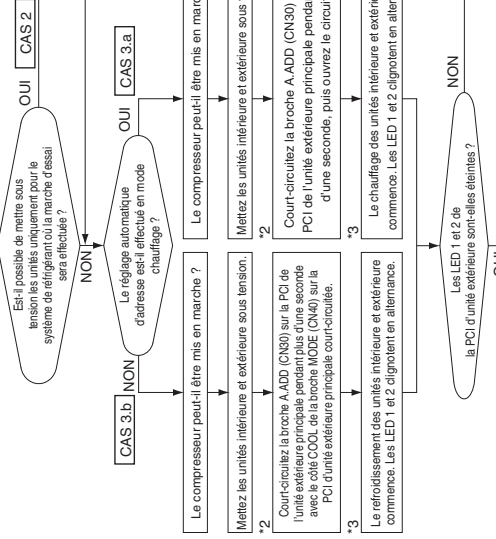 CAS 2
OUI
Est-il possible de mettre sous
tension les unités uniquement pour le
système de réfrigérant où la marche d'essai
sera effectuée ?
NON
Le réglage automatique
d'adresse est-il effectué en mode
chauffage ?
NON
CAS 3.b
OUI
CAS 3.a
Le compresseur peut-il être mis en marche ?
Mettez les unités intérieure et extérieure sous tension.
*2
Court-circuitez la broche A.ADD (CN30) sur la PCI de
l'unité extérieure principale pendant plus d'une seconde
avec le côté COOL de la broche MODE (CN40) sur la
PCI d'unité extérieure principale court-circuitée.
*3
Le refroidissement des unités intérieure et extérieure
commence. Les LED 1 et 2 clignotent en alternance.
Le compresseur peut-il être mis en marc
Mettez les unités intérieure et extérieure sous
*2
Court-circuitez la broche A.ADD (CN30)
PCI de l'unité extérieure principale penda
d'une seconde, puis ouvrez le circui
*3
Le chauffage des unités intérieure et extérie
commence. Les LED 1 et 2 clignotent en alter
Les LED 1 et 2 de
la PCI d'unité extérieure sont-elles éteintes ?
NON